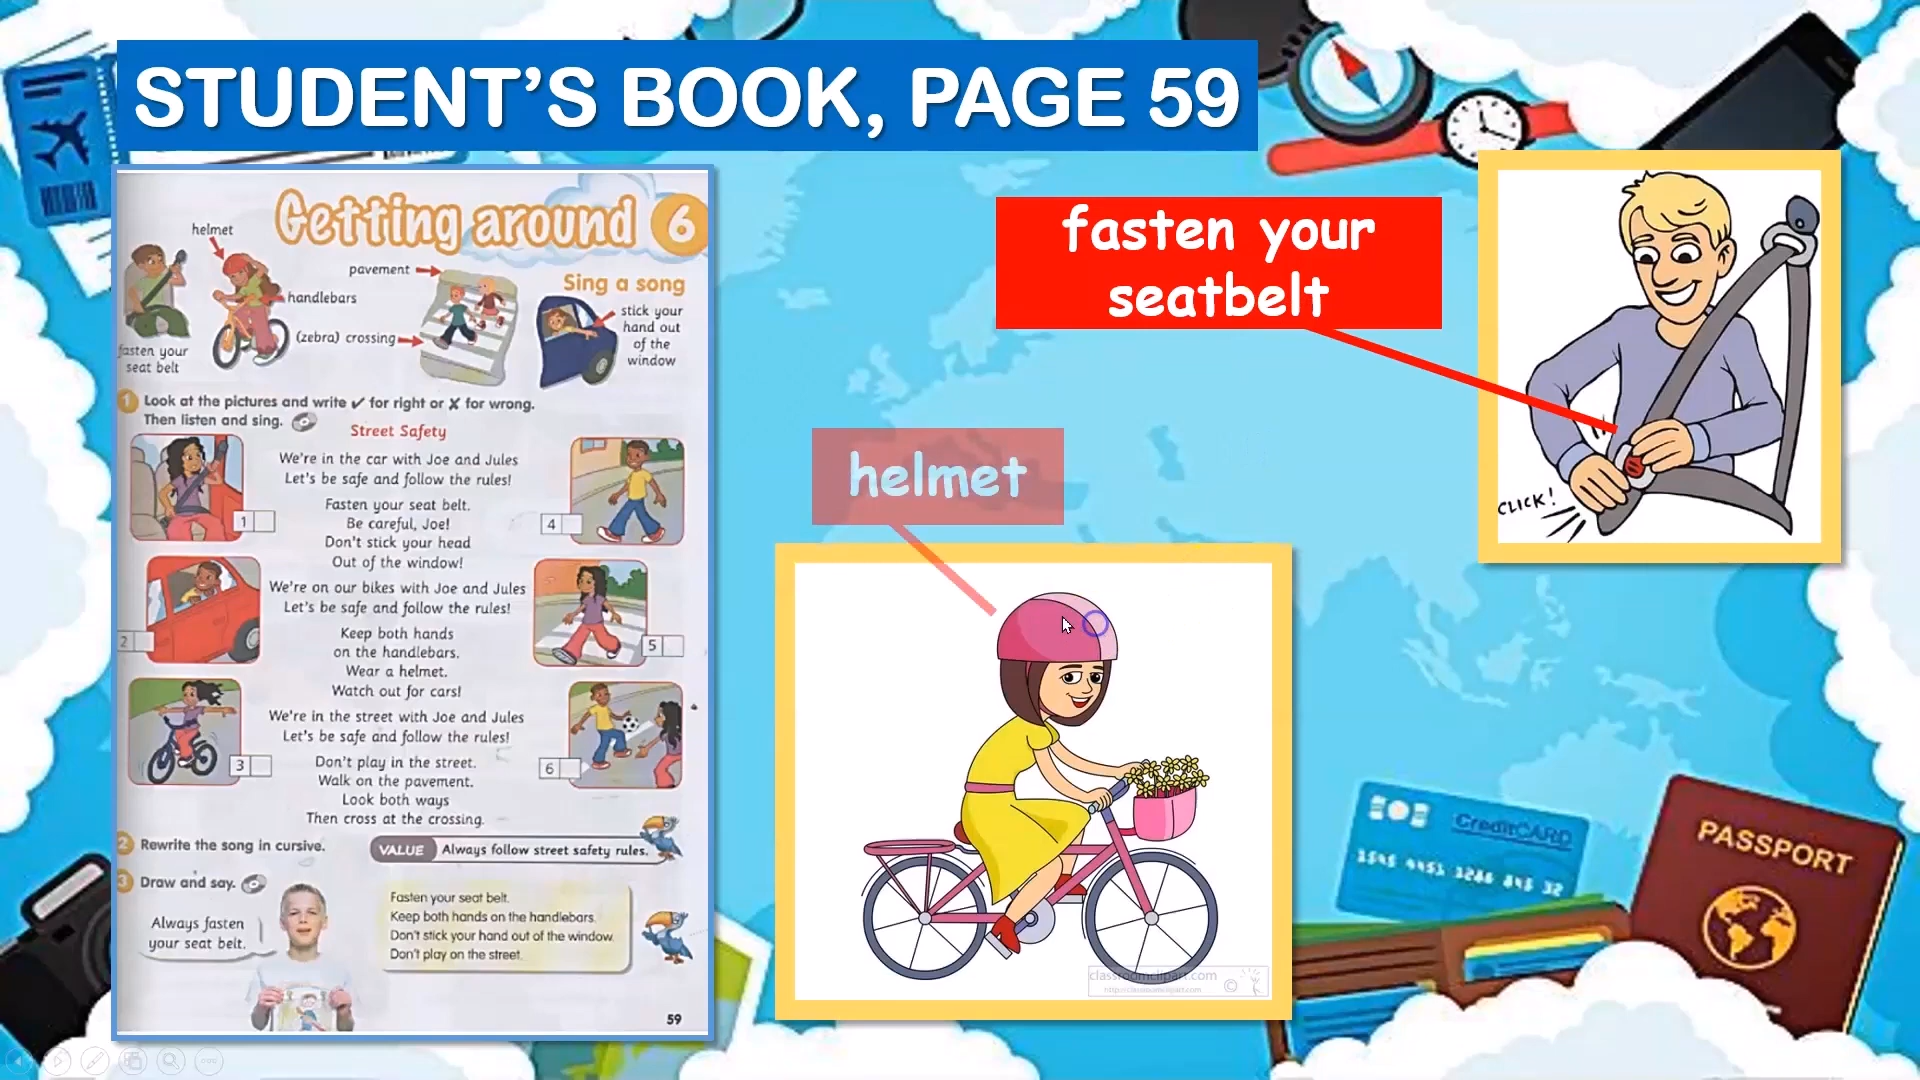 STUDENT'S BOOK, PAGE 59
Getting around 6
helmet
pavement
Sing a song
handlebars
stick your
hand out
of the
window
(zebra) crossing
fasten your
seat belt
1 Look at the pictures and write ✔ for right or ✘ for wrong.
Then listen and sing.
Street Safety
We're in the car with Joe and Jules
Let's be safe and follow the rules!
Fasten your seat belt.
Be careful, Joe!
Don't stick your head
Out of the window!
We're on our bikes with Joe and Jules
Let's be safe and follow the rules!
Keep both hands
on the handlebars.
Wear a helmet.
Watch out for cars!
We're in the street with Joe and Jules
Let's be safe and follow the rules!
Don't play in the street.
Walk on the pavement.
Look both ways
Then cross at the crossing.
1
2
3
4
5
6
2 Rewrite the song in cursive.
VALUE Always follow street safety rules.
3 Draw and say.
Always fasten
your seat belt.
Fasten your seat belt.
Keep both hands on the handlebars.
Don't stick your hand out of the window.
Don't play on the street.
59
fasten your
seatbelt
CLICK!
helmet
classroomclipart.com
©
CreditCARD
PASSPORT